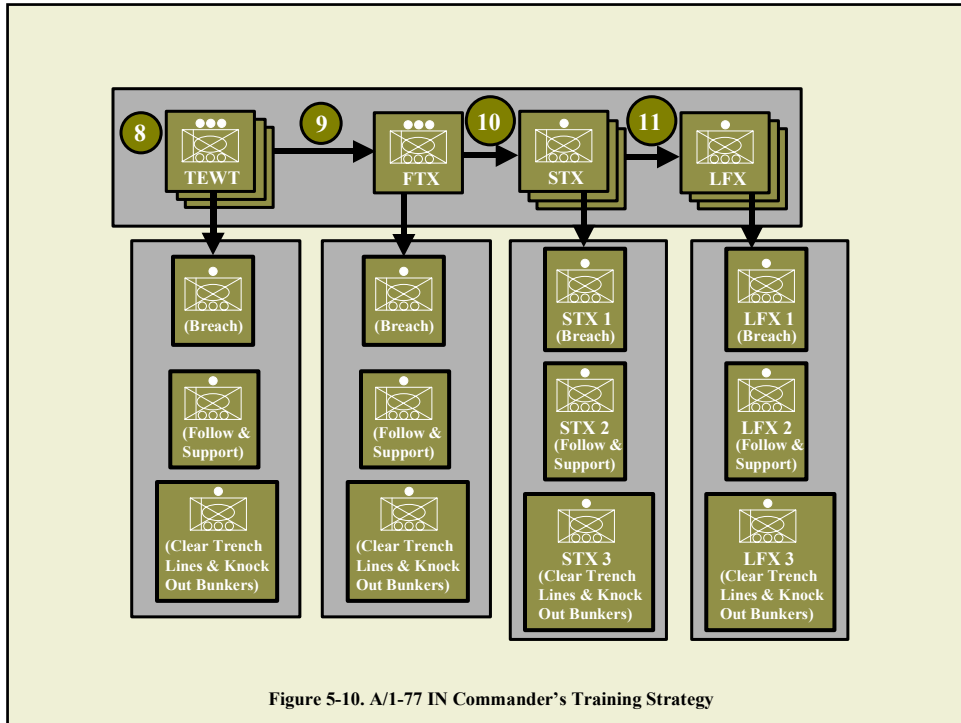 8
9
10
11
TEWT
FTX
STX
LFX
(Breach)
(Follow &
Support)
(Clear Trench
Lines & Knock
Out Bunkers)
(Breach)
(Follow &
Support)
(Clear Trench
Lines & Knock
Out Bunkers)
STX 1
(Breach)
STX 2
(Follow &
Support)
STX 3
(Clear Trench
Lines & Knock
Out Bunkers)
LFX 1
(Breach)
LFX 2
(Follow &
Support)
LFX 3
(Clear Trench
Lines & Knock
Out Bunkers)
Figure 5-10. A/1-77 IN Commander’s Training Strategy